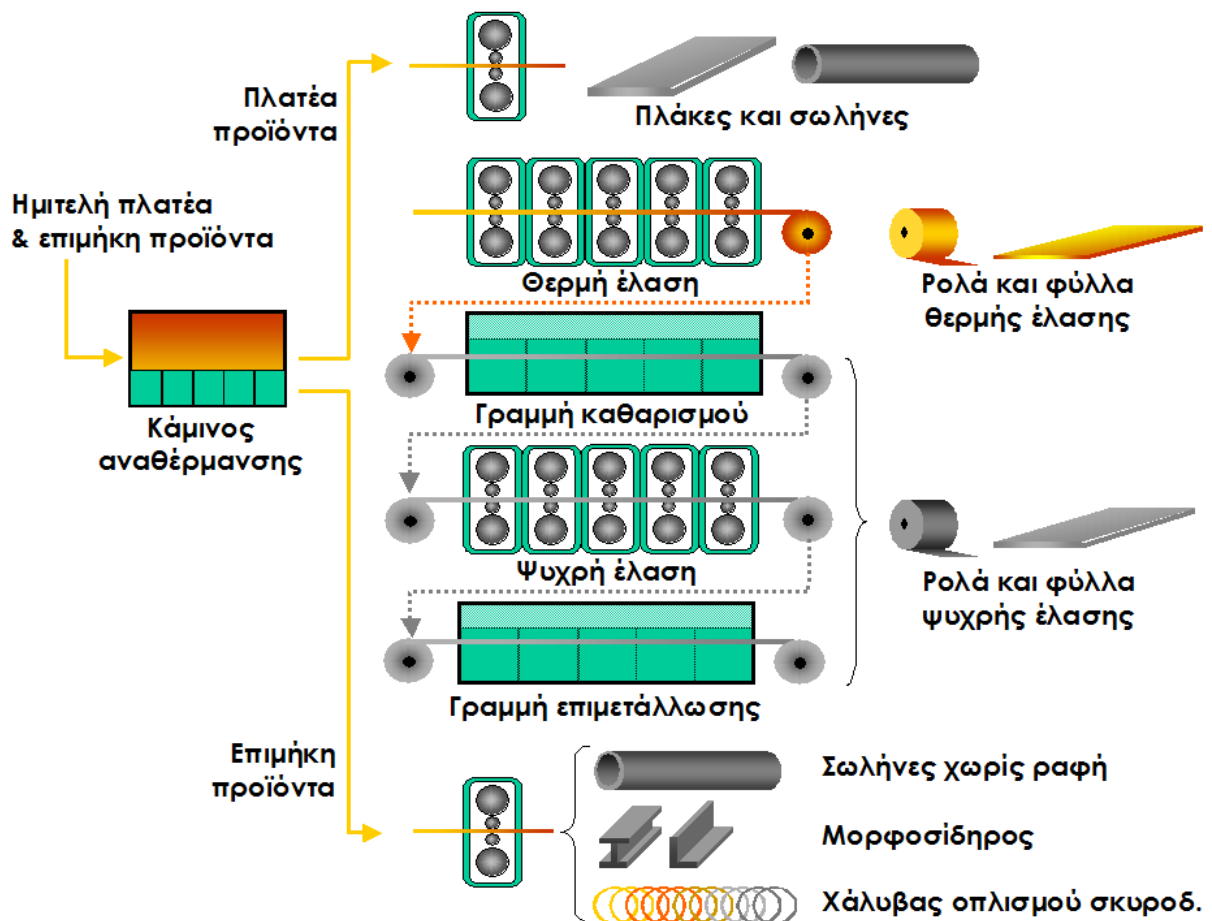 Πλατέα
προϊόντα
Πλάκες και σωλήνες
Ημιτελή πλατέα
& επιμήκη προϊόντα
Θερμή έλαση
Ρολά και φύλλα
θερμής έλασης
Κάμινος
αναθέρμανσης
Γραμμή καθαρισμού
Ψυχρή έλαση
Ρολά και φύλλα
ψυχρής έλασης
Γραμμή επιμετάλλωσης
Επιμήκη
προϊόντα
Σωλήνες χωρίς ραφή
Μορφοσίδηρος
Χάλυβας οπλισμού σκυροδ.